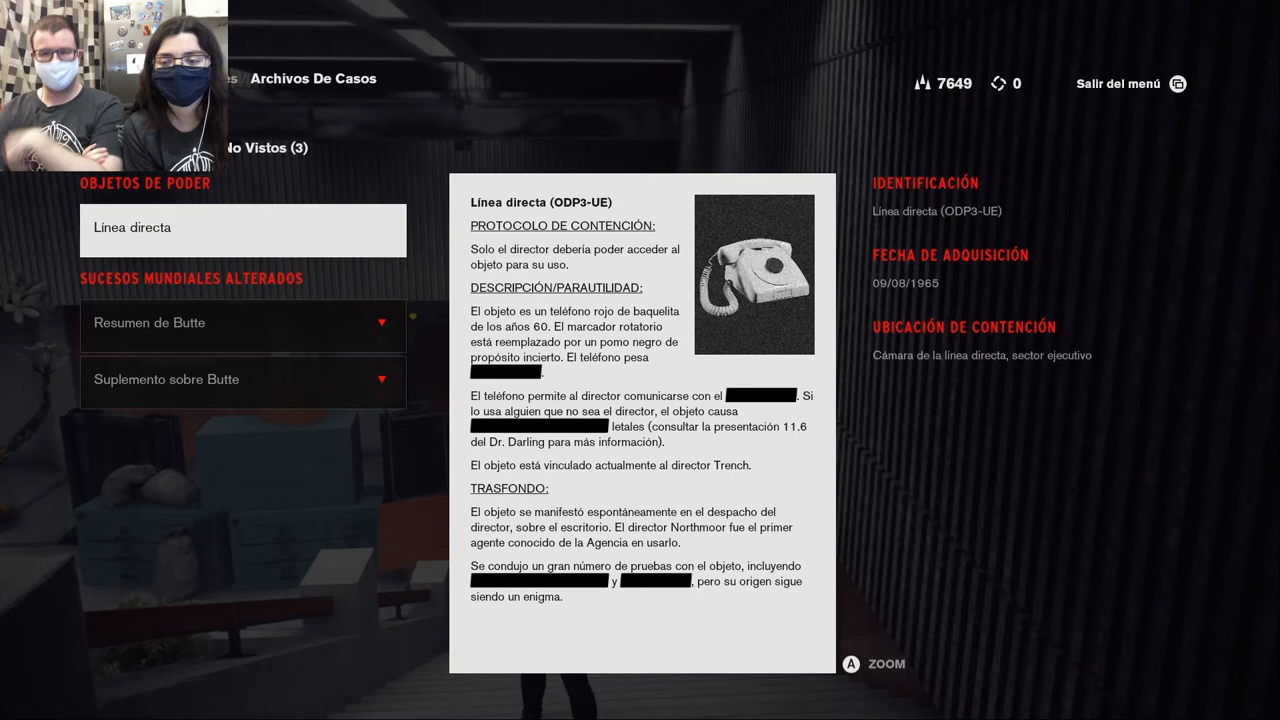 es / Archivos De Casos
7649
0
Salir del menú
No Vistos (3)
OBJETOS DE PODER
Línea directa
SUCESOS MUNDIALES ALTERADOS
Resumen de Butte
Suplemento sobre Butte
Línea directa (ODP3-UE)
PROTOCOLO DE CONTENCIÓN:
Solo el director debería poder acceder al
objeto para su uso.
DESCRIPCIÓN/PARAUTILIDAD:
El objeto es un teléfono rojo de baquelita
de los años 60. El marcador rotatorio
está reemplazado por un pomo negro de
propósito incierto. El teléfono pesa
.
El teléfono permite al director comunicarse con el . Si
lo usa alguien que no sea el director, el objeto causa
letales (consultar la presentación 11.6
del Dr. Darling para más información).
El objeto está vinculado actualmente al director Trench.
TRASFONDO:
El objeto se manifestó espontáneamente en el despacho del
director, sobre el escritorio. El director Northmoor fue el primer
agente conocido de la Agencia en usarlo.
Se condujo un gran número de pruebas con el objeto, incluyendo
y , pero su origen sigue
siendo un enigma.
IDENTIFICACIÓN
Línea directa (ODP3-UE)
FECHA DE ADQUISICIÓN
09/08/1965
UBICACIÓN DE CONTENCIÓN
Cámara de la línea directa, sector ejecutivo
A ZOOM